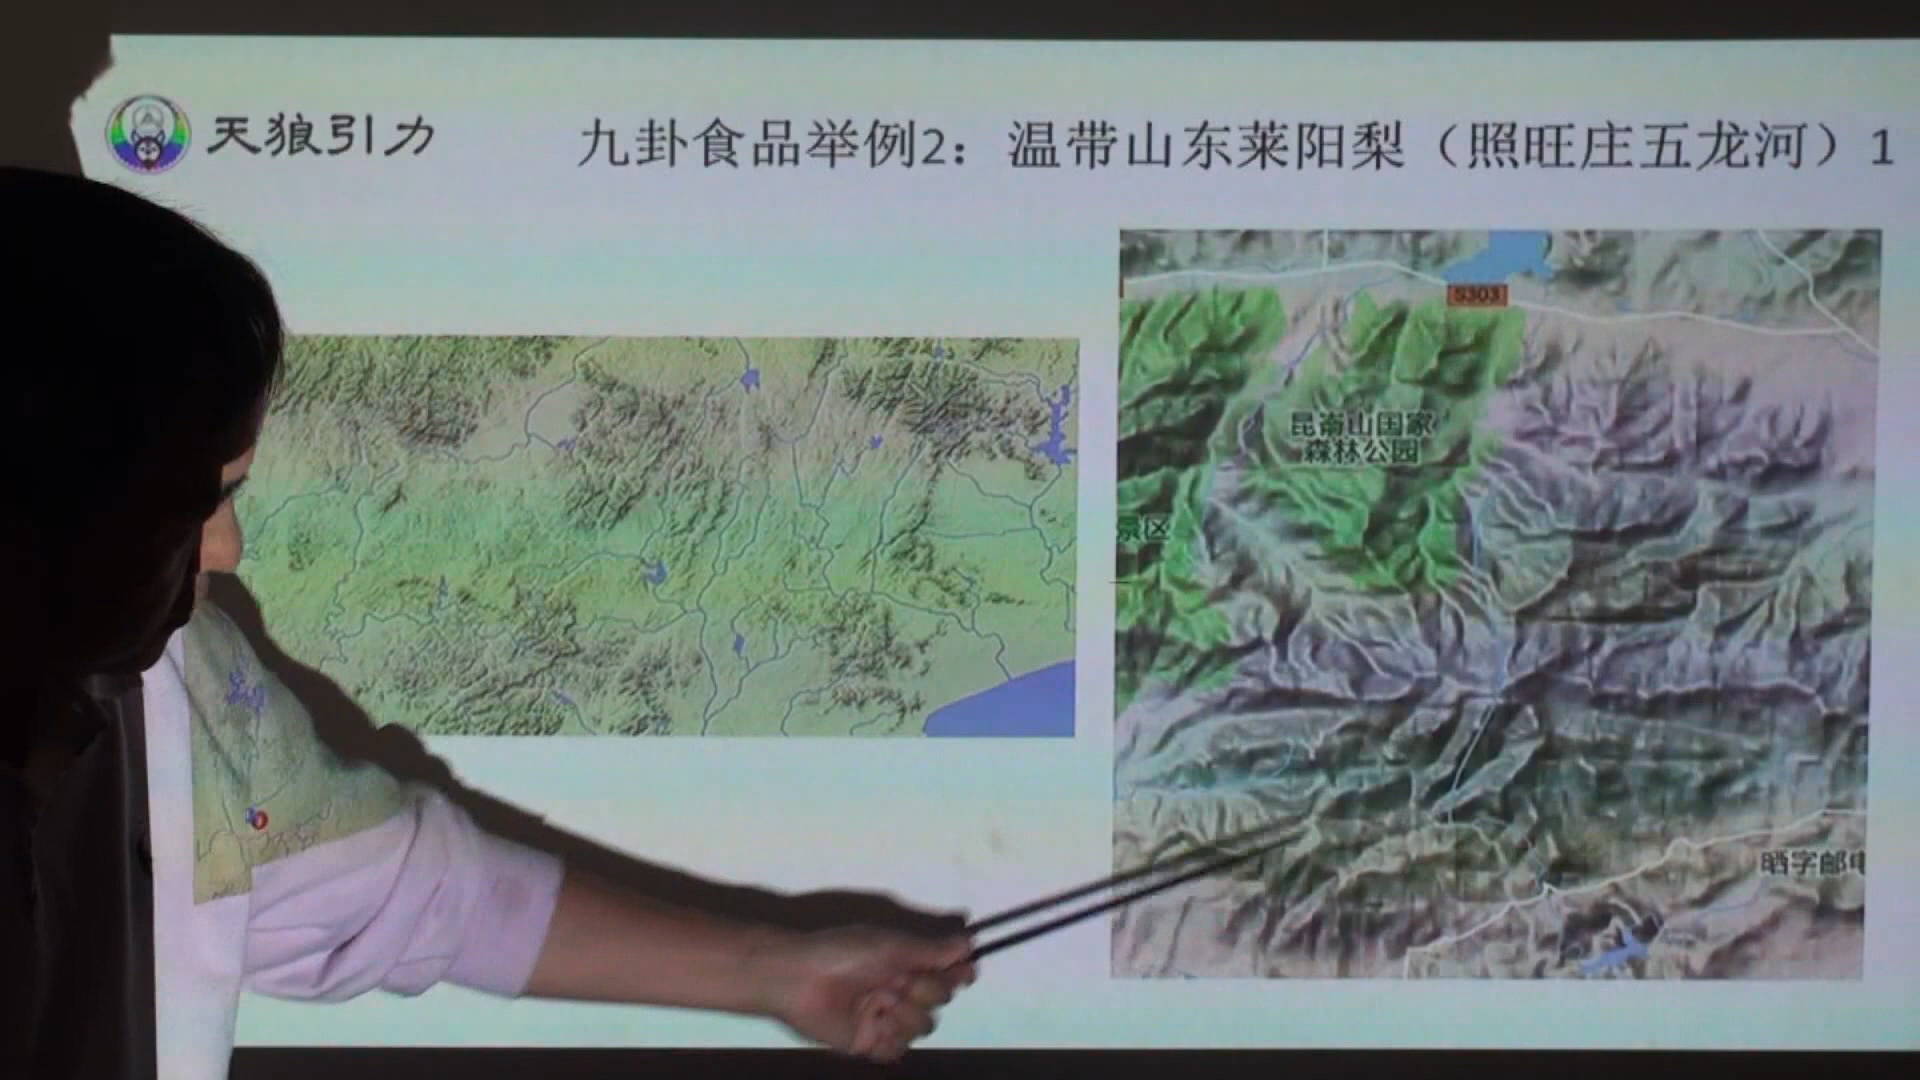 天狼引力
九卦食品举例2：温带山东莱阳梨（照旺庄五龙河）1
S303
昆嵛山国家
森林公园
景区
晒字邮电